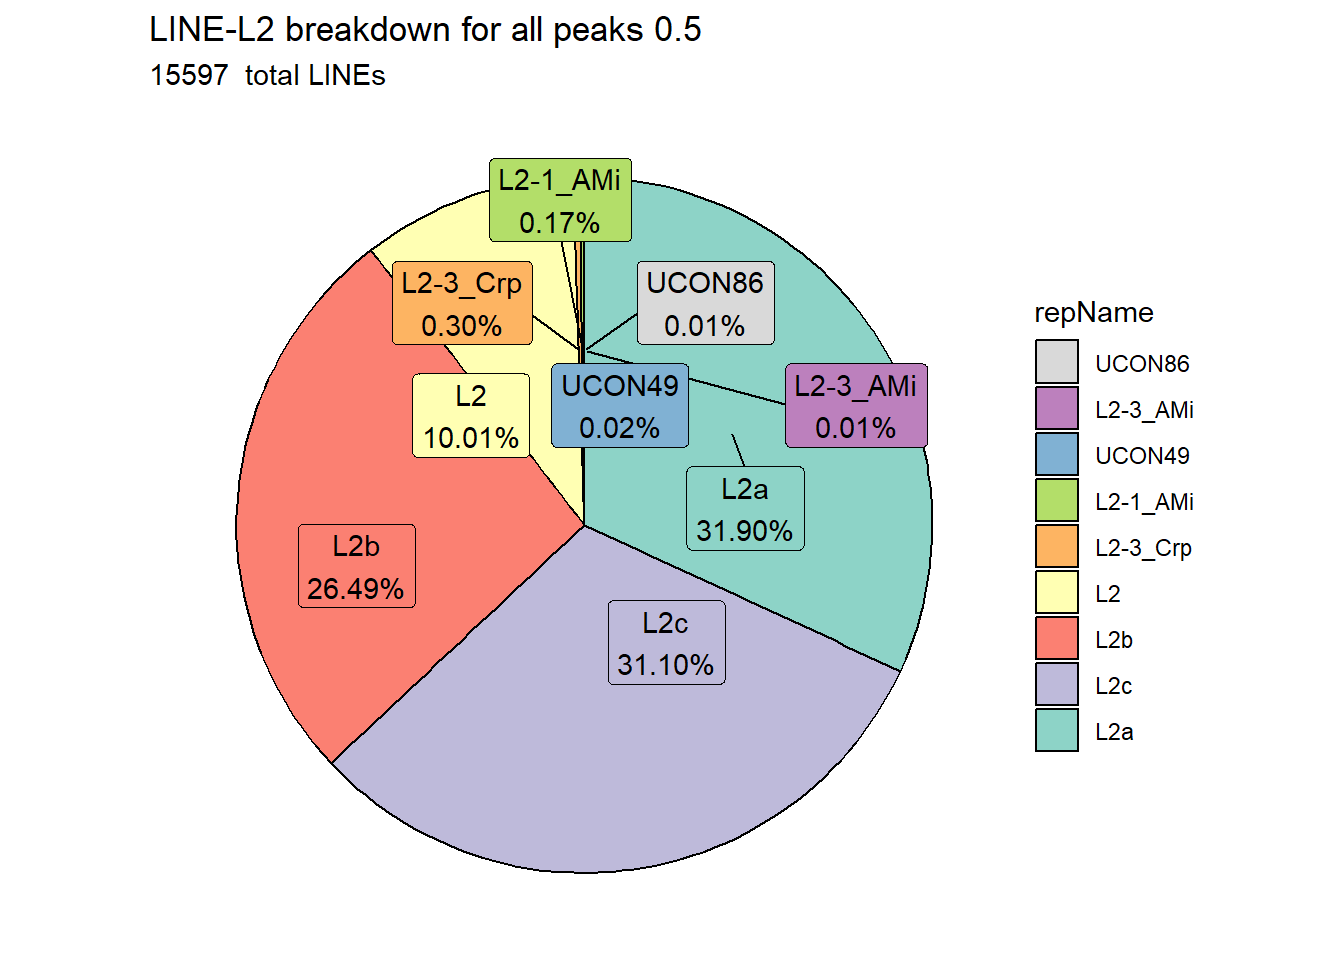 LINE-L2 breakdown for all peaks 0.5
15597  total LINEs
L2-1_AMi
0.17%
L2-3_Crp
0.30%
UCON86
0.01%
L2
10.01%
UCON49
0.02%
L2-3_AMi
0.01%
L2a
31.90%
L2b
26.49%
L2c
31.10%
repName
UCON86
L2-3_AMi
UCON49
L2-1_AMi
L2-3_Crp
L2
L2b
L2c
L2a